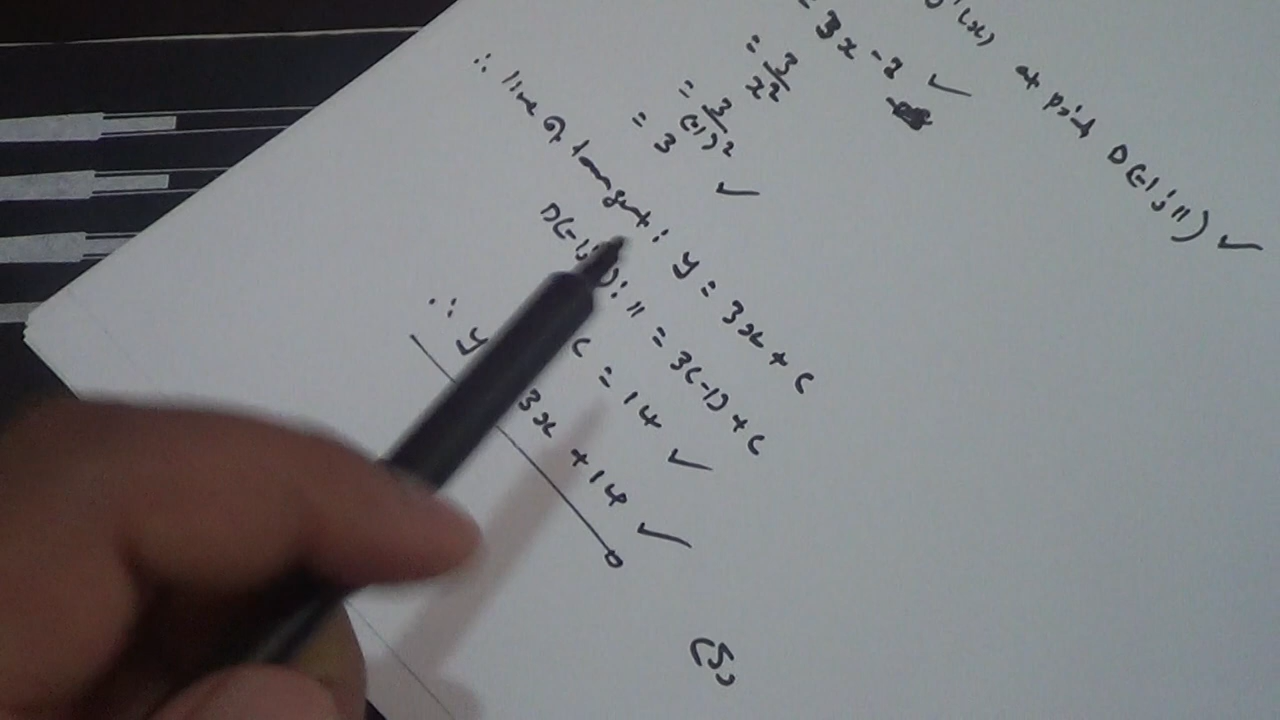 '(x) at point D(-1;11) ✓
= 3x⁻² ✓
= 3/x²
= 3/(-1)²
= 3 ✓
∴ line of tangent: y = 3x + c
D(-1; ): 11 = 3(-1) + c
c = 14 ✓
∴ y 3x + 14 ✓
(5)